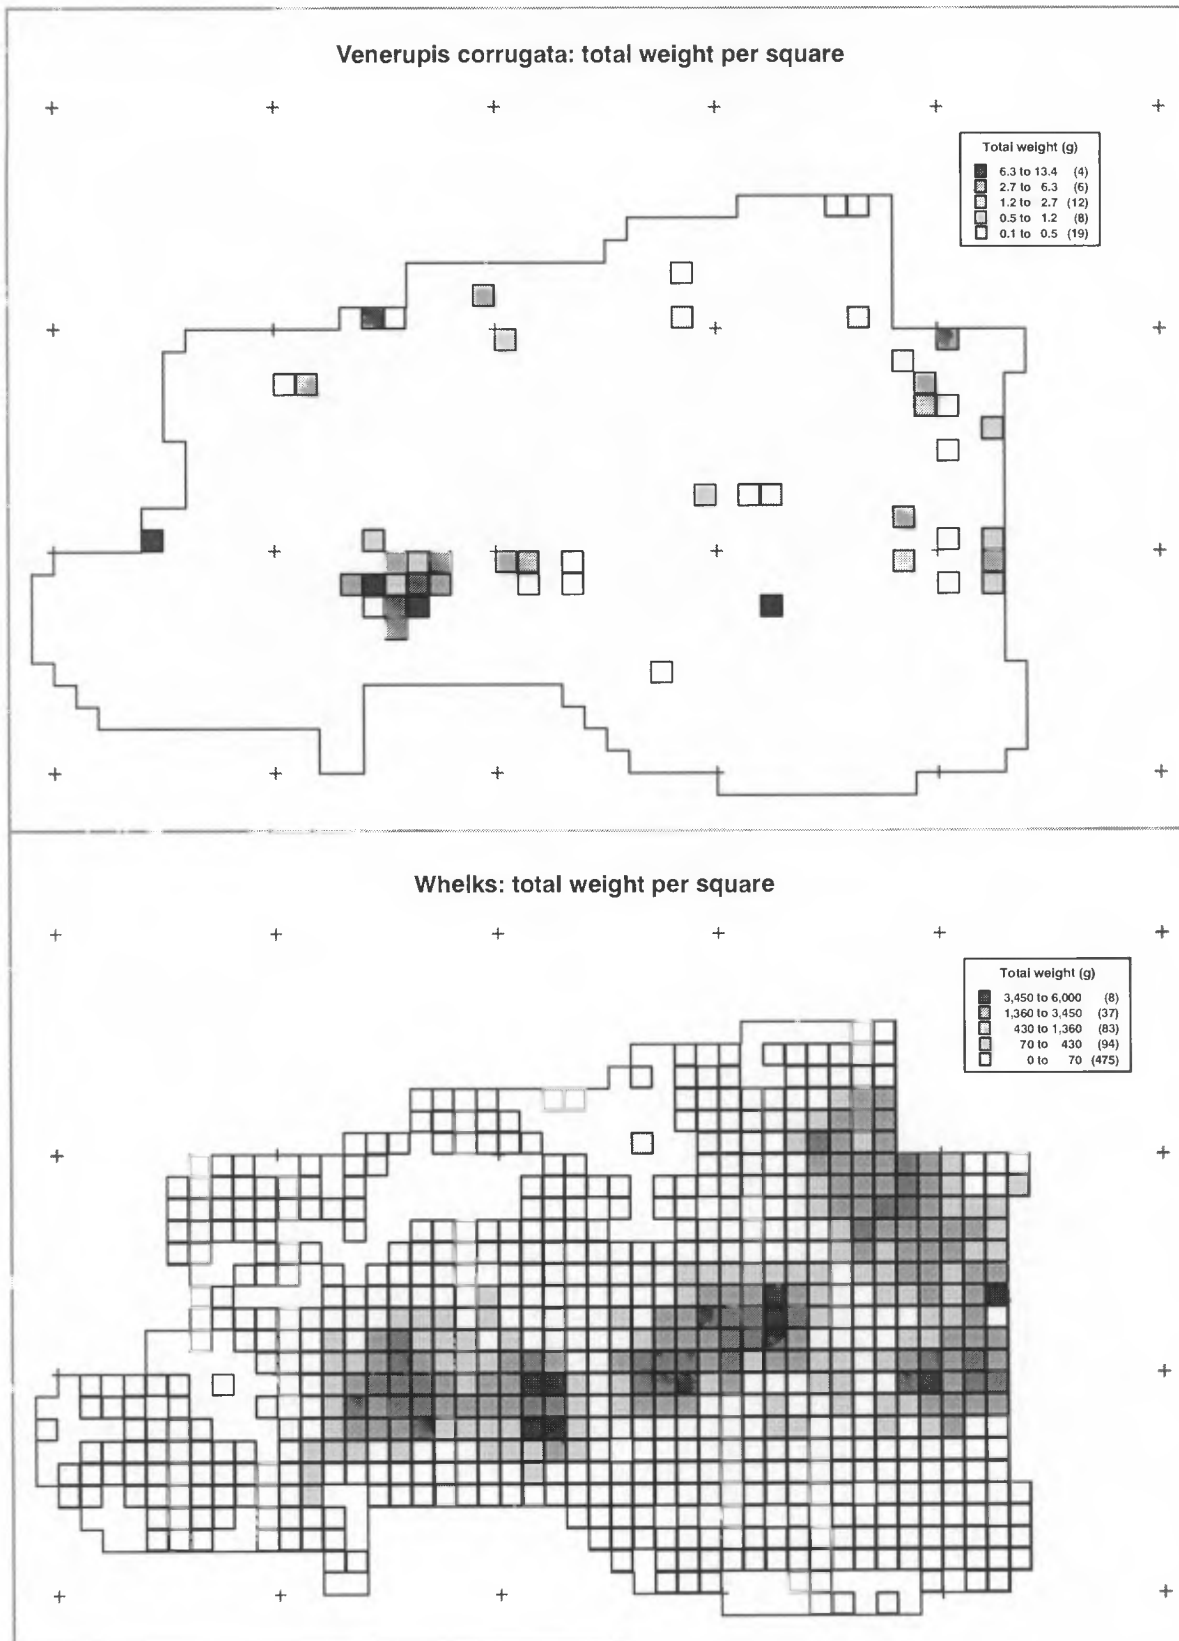 Venerupis corrugata: total weight per square
Total weight (g)
6.3 to 13.4 (4)
2.7 to 6.3 (6)
1.2 to 2.7 (12)
0.5 to 1.2 (8)
0.1 to 0.5 (19)
Whelks: total weight per square
Total weight (g)
3,450 to 6,000 (8)
1,360 to 3,450 (37)
430 to 1,360 (83)
70 to 430 (94)
0 to 70 (475)